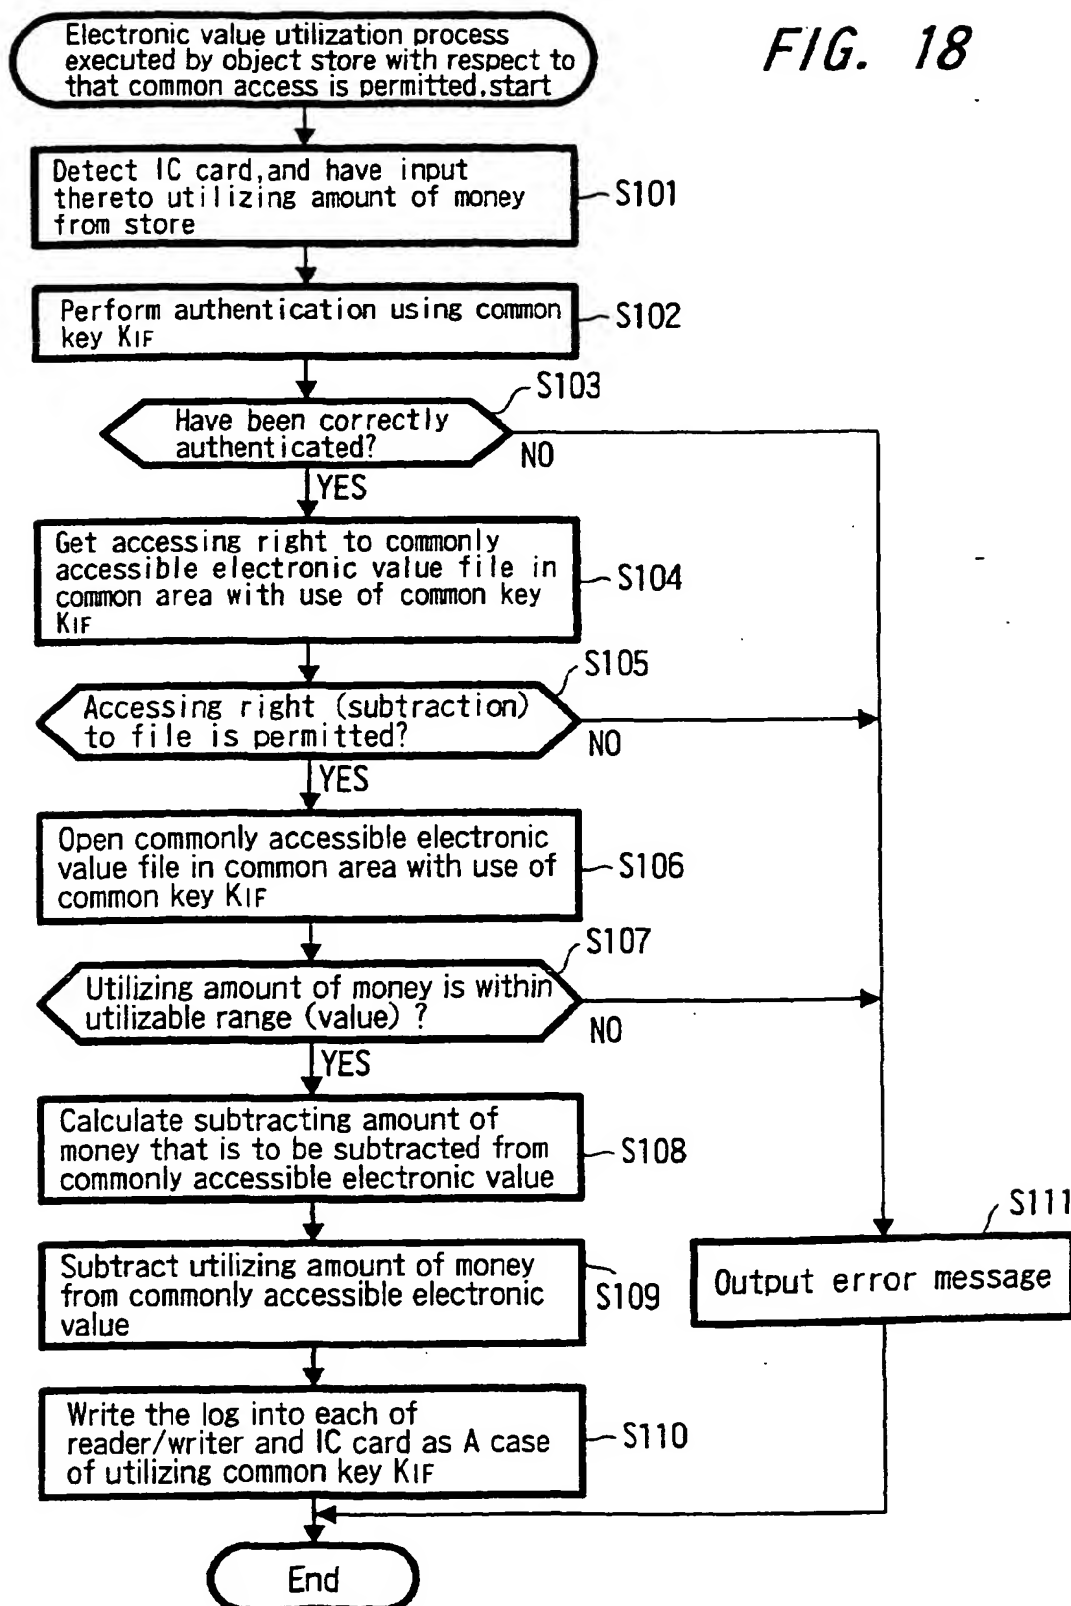 FIG. 18
Electronic value utilization process
executed by object store with respect to
that common access is permitted.start
Detect IC card,and have input
thereto utilizing amount of money
from store
S101
Perform authentication using common
key KIF
S102
S103
Have been correctly
authenticated?
NO
YES
Get accessing right to commonly
accessible electronic value file in
common area with use of common key
KIF
S104
S105
Accessing right (subtraction)
to file is permitted?
NO
YES
Open commonly accessible electronic
value file in common area with use of
common key KIF
S106
S107
Utilizing amount of money is within
utilizable range (value) ?
NO
YES
Calculate subtracting amount of
money that is to be subtracted from
commonly accessible electronic value
S108
Subtract utilizing amount of money
from commonly accessible electronic
value
S109
S111
Output error message
Write the log into each of
reader/writer and IC card as A case
of utilizing common key KIF
S110
End